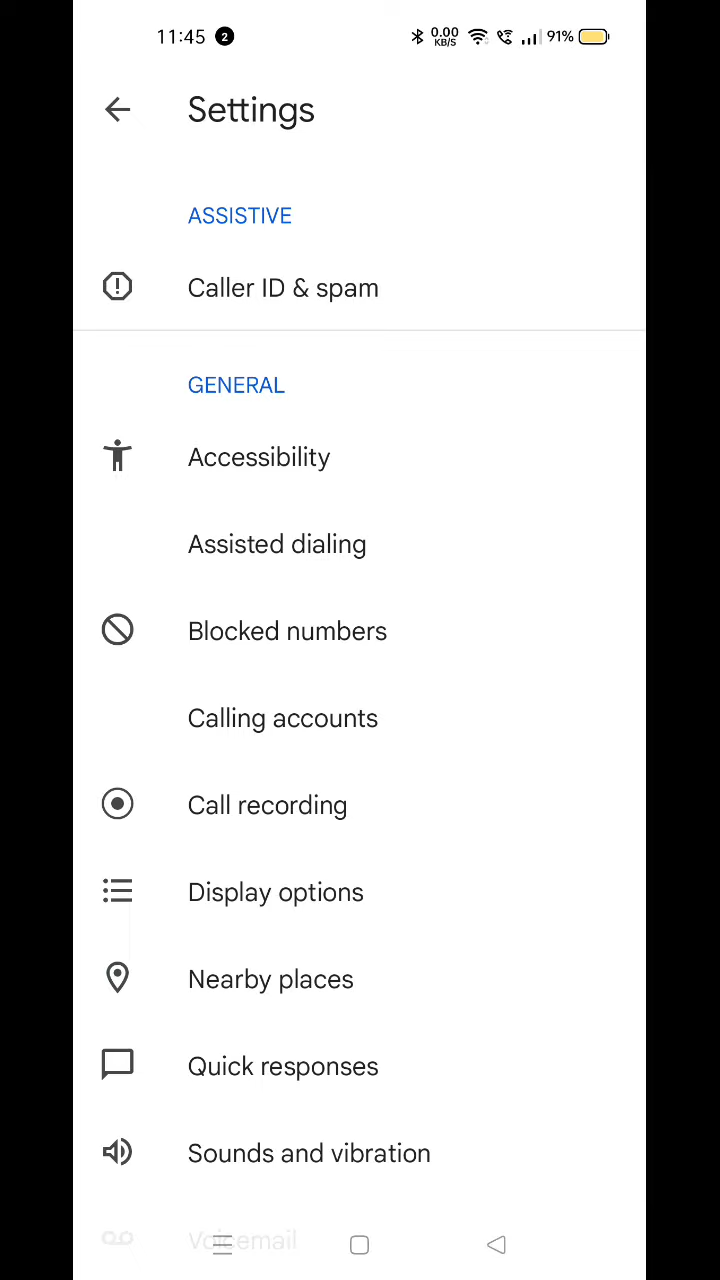 11:45 2 0.00 KB/S 91%
Settings
ASSISTIVE
Caller ID & spam
GENERAL
Accessibility
Assisted dialing
Blocked numbers
Calling accounts
Call recording
Display options
Nearby places
Quick responses
Sounds and vibration
Voicemail